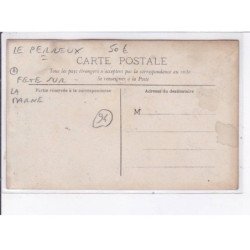 LE PERREUX 50€
CARTE POSTALE
Tous les pays étrangers n'acceptent pas la correspondance au recto
se renseigner à la Poste
FETE SUR
LA MARNE
Partie réservée à la correspondance
Adresse du destinataire
M
94